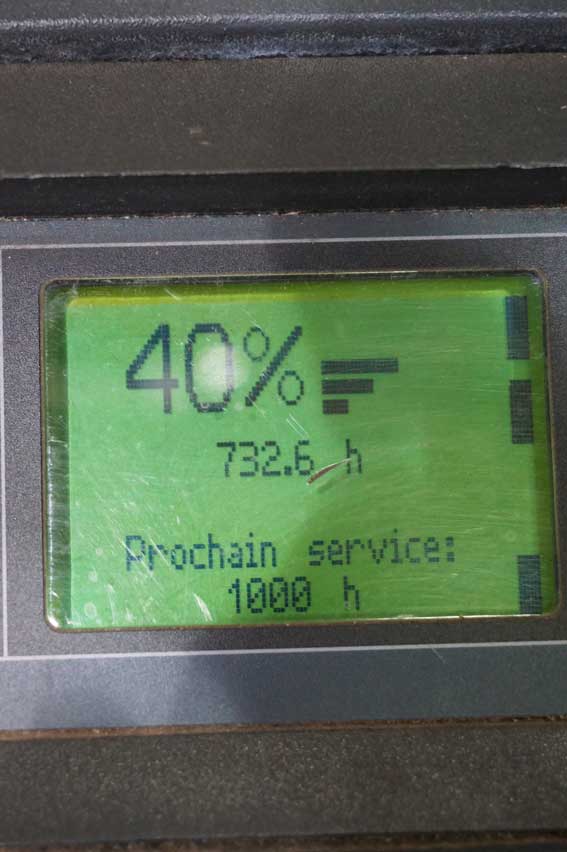 40%
732.6 h
Prochain service:
1000 h